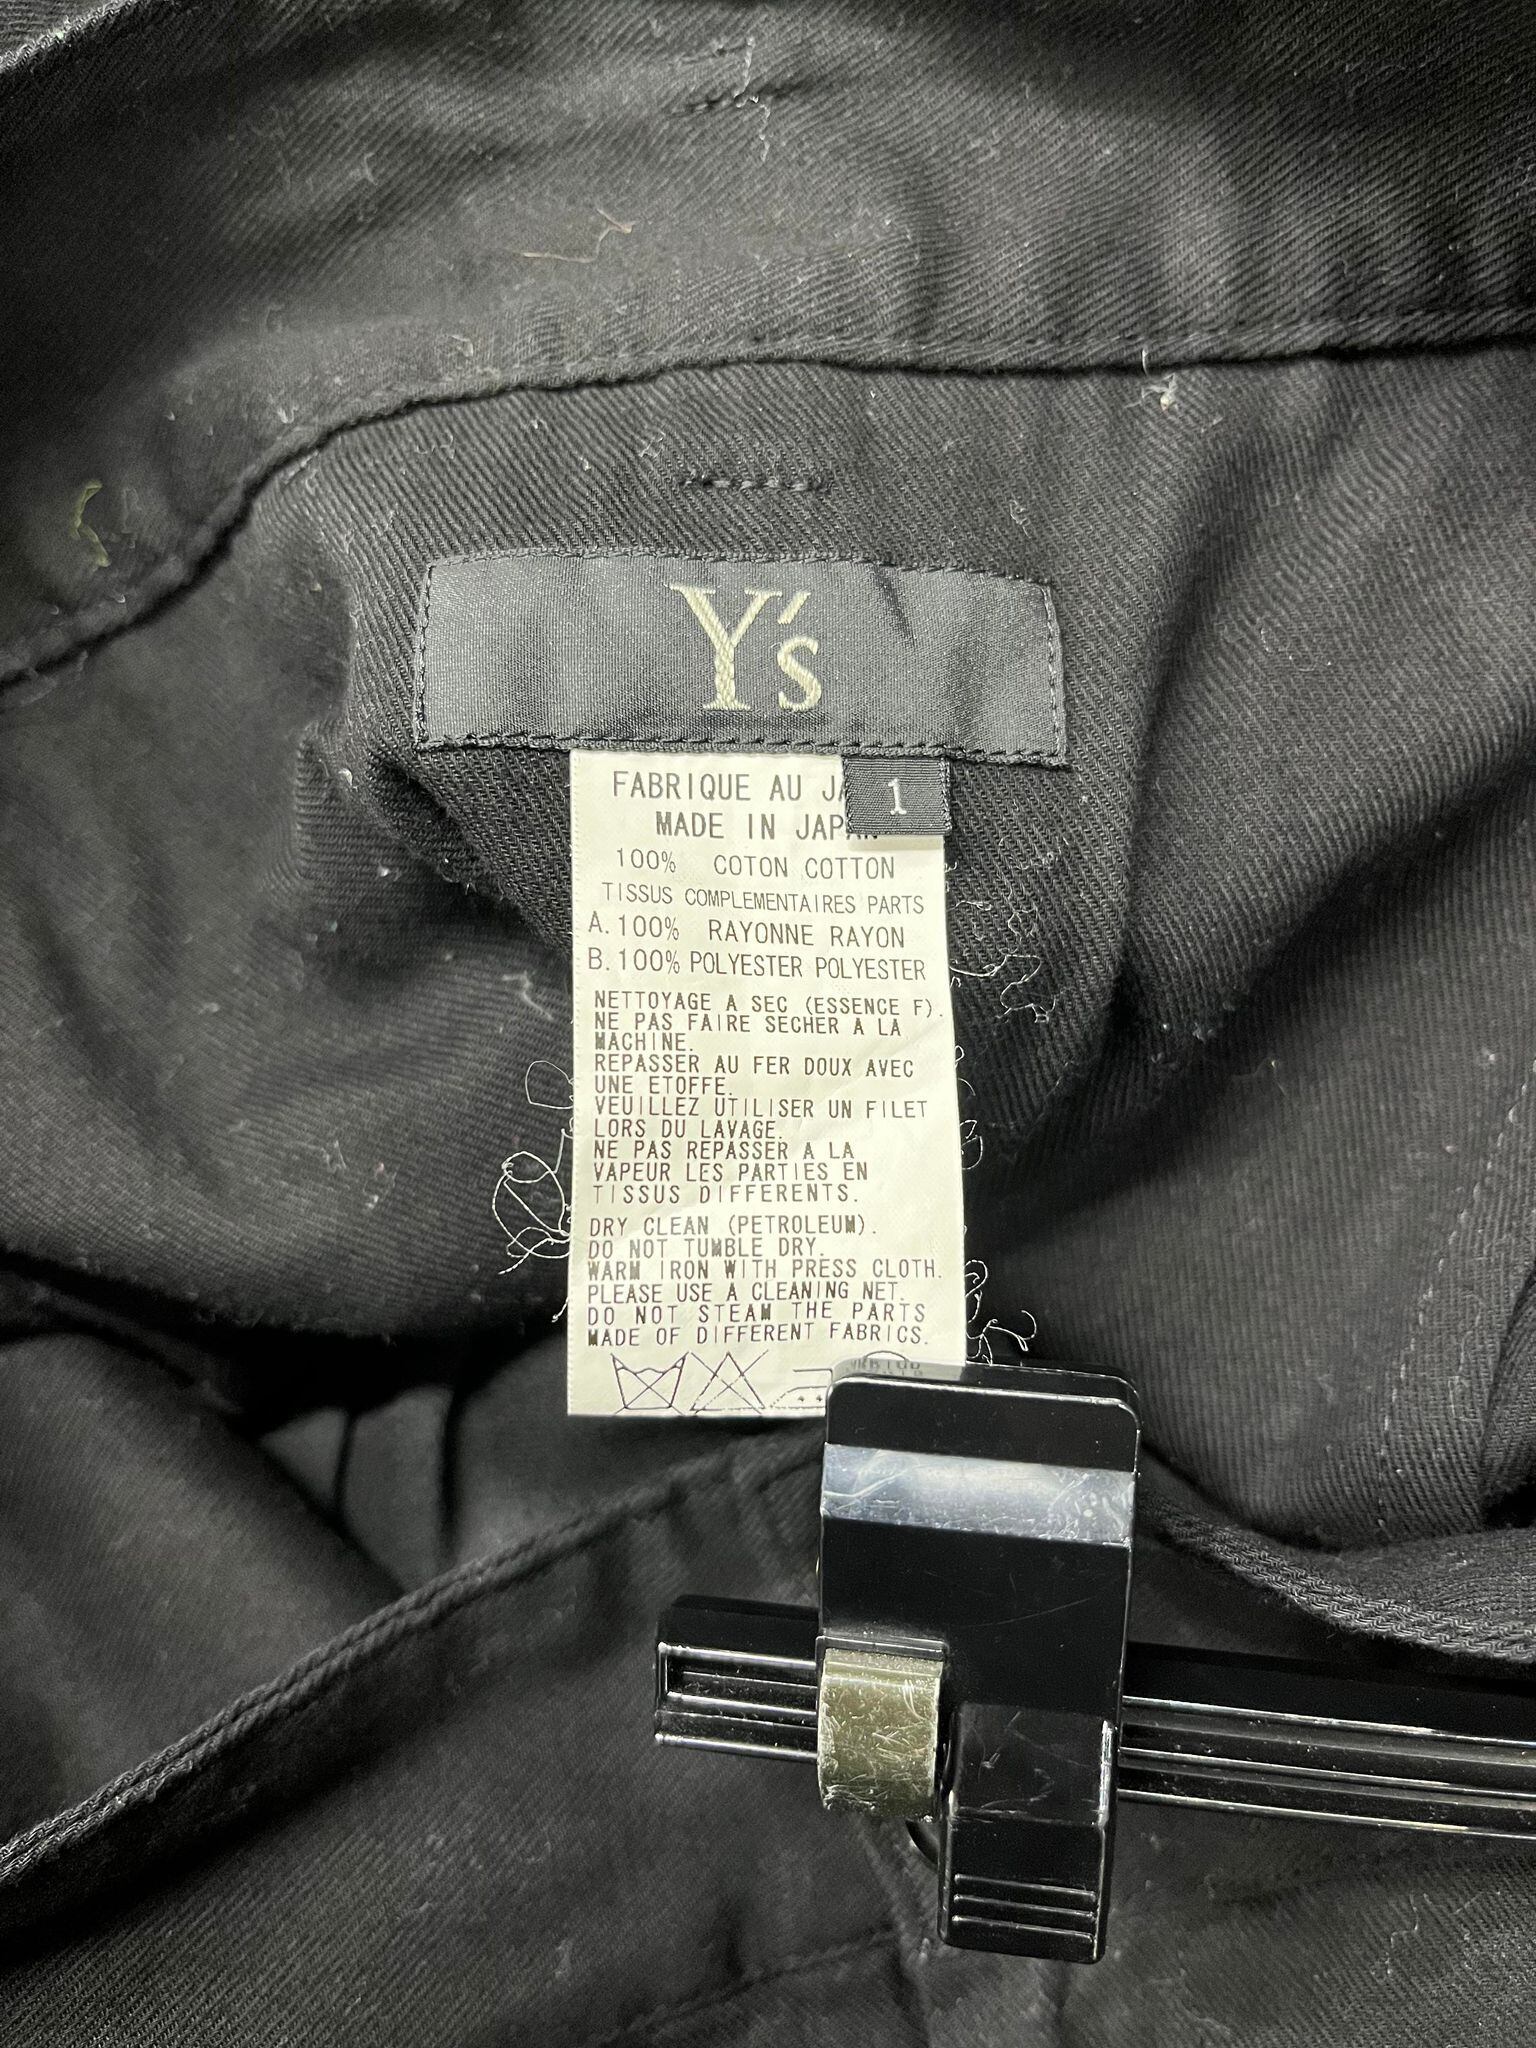 Y's
1
FABRIQUE AU
MADE IN JAPAN
100% COTON COTTON
TISSUS COMPLEMENTAIRES PARTS
A. 100% RAYONNE RAYON
B. 100% POLYESTER POLYESTER
NETTOYAGE A SEC (ESSENCE F).
NE PAS FAIRE SECHER A LA
MACHINE.
REPASSER AU FER DOUX AVEC
UNE ETOFFE.
VEUILLEZ UTILISER UN FILET
LORS DU LAVAGE.
NE PAS REPASSER A LA
VAPEUR LES PARTIES EN
TISSUS DIFFERENTS.
DRY CLEAN (PETROLEUM).
DO NOT TUMBLE DRY.
WARM IRON WITH PRESS CLOTH.
PLEASE USE A CLEANING NET.
DO NOT STEAM THE PARTS
MADE OF DIFFERENT FABRICS.